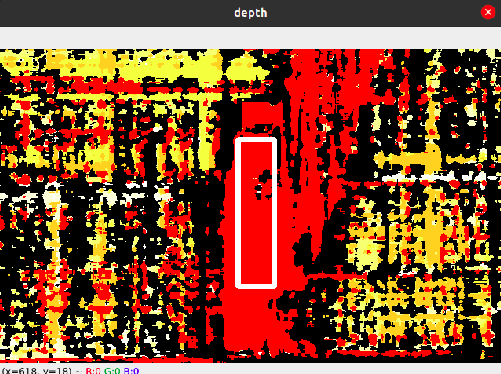 depth
(x=618, y=18) ~ R:0 G:0 B:0